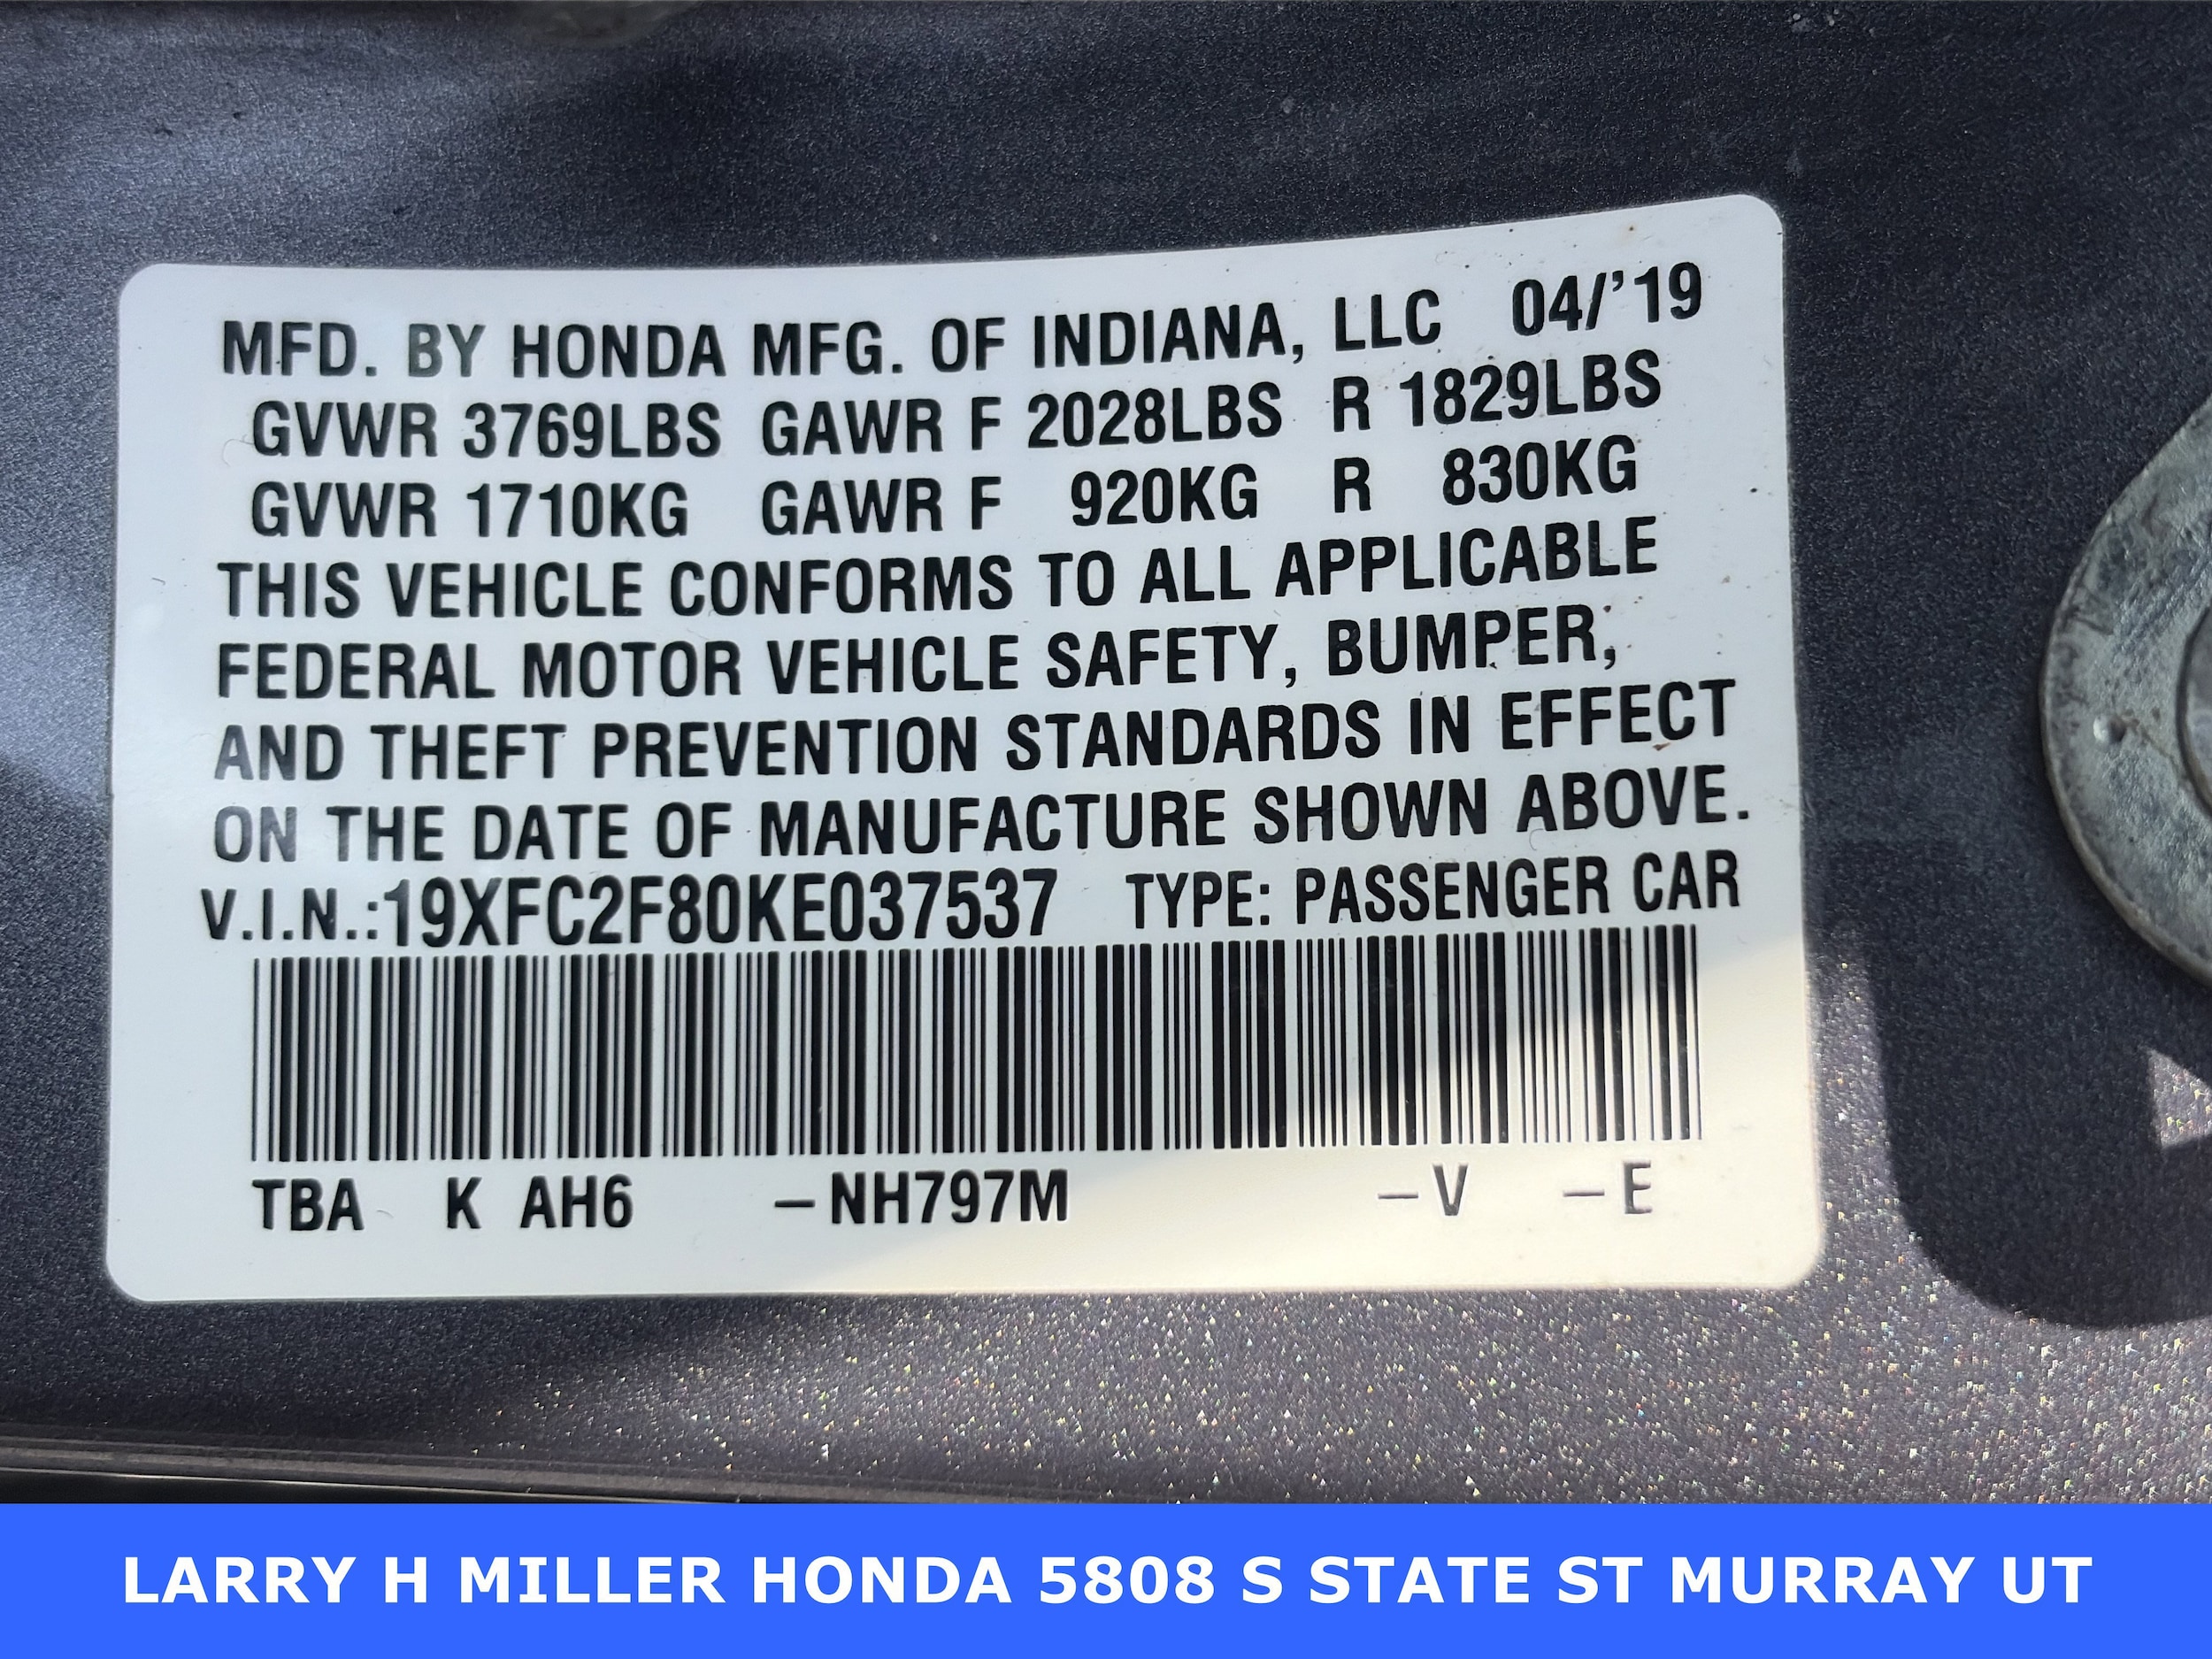 MFD. BY HONDA MFG. OF INDIANA, LLC 04/'19
GVWR 3769LBS GAWR F 2028LBS R 1829LBS
GVWR 1710KG GAWR F 920KG R 830KG
THIS VEHICLE CONFORMS TO ALL APPLICABLE
FEDERAL MOTOR VEHICLE SAFETY, BUMPER,
AND THEFT PREVENTION STANDARDS IN EFFECT
ON THE DATE OF MANUFACTURE SHOWN ABOVE.
V.I.N.:19XFC2F80KE037537 TYPE: PASSENGER CAR
TBA K AH6 –NH797M –V –E
LARRY H MILLER HONDA 5808 S STATE ST MURRAY UT